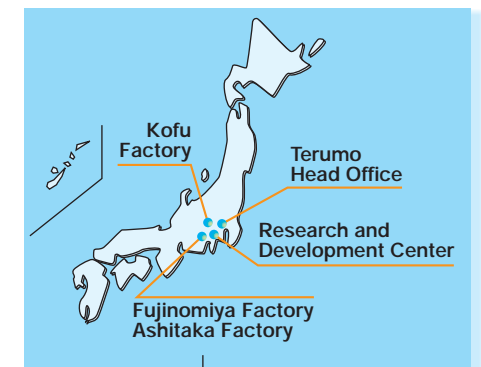 Kofu
Factory
Terumo
Head Office
Research and
Development Center
Fujinomiya Factory
Ashitaka Factory